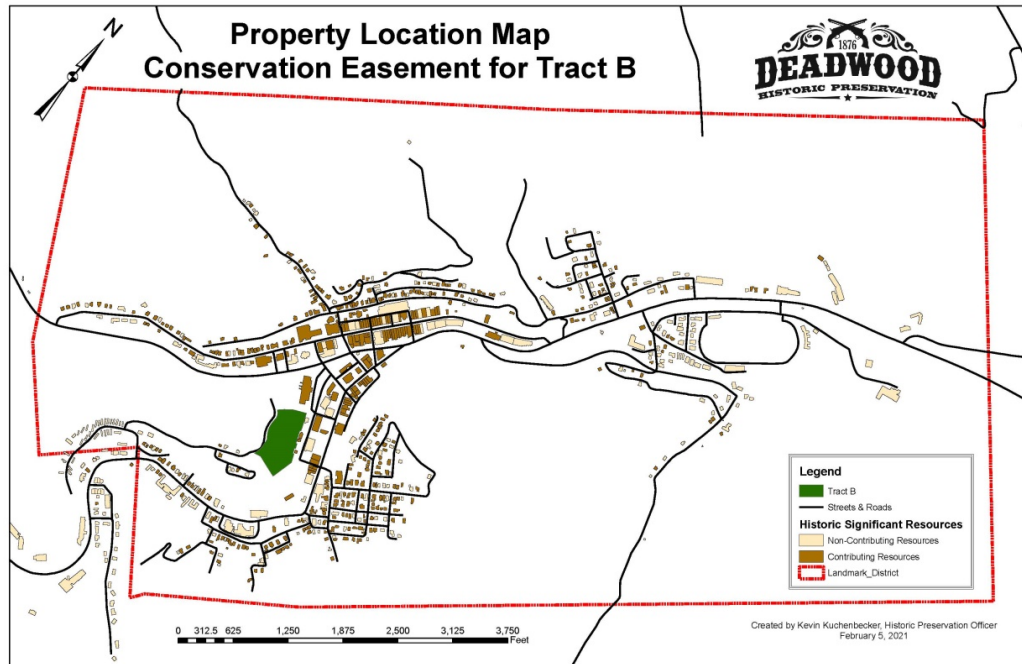 Property Location Map
Conservation Easement for Tract B
N
1876
DEADWOOD
HISTORIC PRESERVATION
Legend
Tract B
Streets & Roads
Historic Significant Resources
Non-Contributing Resources
Contributing Resources
Landmark_District
0 312.5 625 1,250 1,875 2,500 3,125 3,750
Feet
Created by Kevin Kuchenbecker, Historic Preservation Officer
February 5, 2021